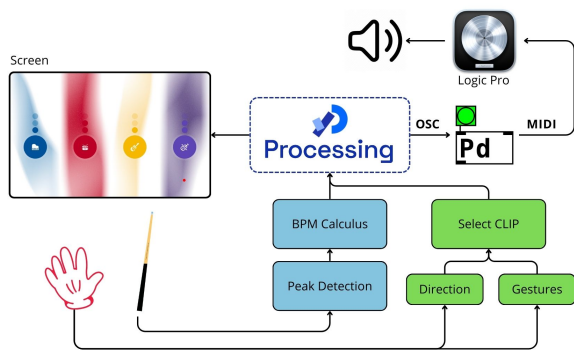 Screen
Logic Pro
Processing
OSC
Pd
MIDI
BPM Calculus
Select CLIP
Peak Detection
Direction
Gestures